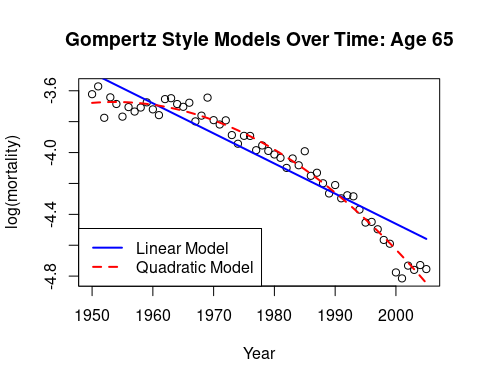 Gompertz Style Models Over Time: Age 65
log(mortality)
-3.6
-4.0
-4.4
-4.8
Linear Model
Quadratic Model
1950 1960 1970 1980 1990 2000
Year